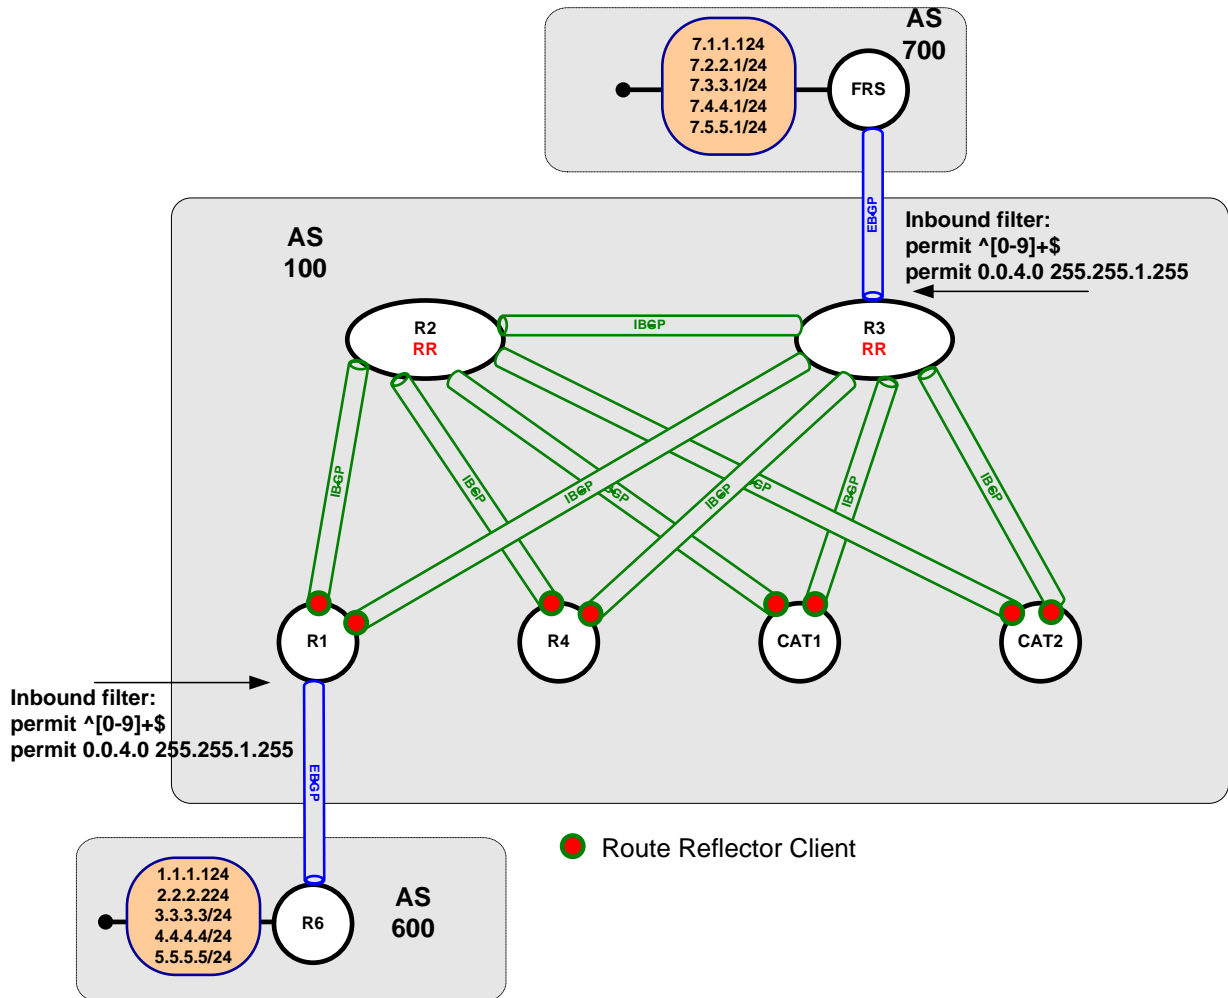 AS
700
7.1.1.124
7.2.2.1/24
7.3.3.1/24
7.4.4.1/24
7.5.5.1/24
FRS
EBGP
Inbound filter:
permit ^[0-9]+$
permit 0.0.4.0 255.255.1.255
AS
100
R2
RR
IBGP
R3
RR
IBGP
IBGP
IBGP
IBGP
IBGP
IBGP
R1
R4
CAT1
CAT2
Inbound filter:
permit ^[0-9]+$
permit 0.0.4.0 255.255.1.255
EBGP
Route Reflector Client
1.1.1.124
2.2.2.224
3.3.3.3/24
4.4.4.4/24
5.5.5.5/24
R6
AS
600